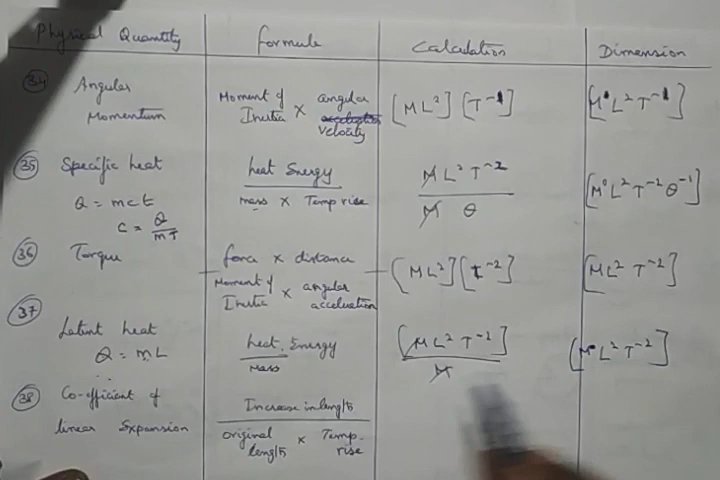 Physical Quantity formule Calculation Dimension
34 Angular Momentum Moment of Inertia × angular velocity [ML²] [T⁻¹] [M¹L²T⁻¹]
35 Specific heat heat Energy / mass × Temp rise ML²T⁻² / M θ [M⁰L²T⁻²θ⁻¹]
Q = mct
C = Q/mT
36 Torque force × distance
Moment of Inertia × angular acceleration [ML²][T⁻²] [ML²T⁻²]
37 Latent heat heat Energy / Mass [ML²T⁻²] / M [M⁰L²T⁻²]
Q = mL
38 Co-efficient of linear Expansion Increase in length / original length × Temp. rise